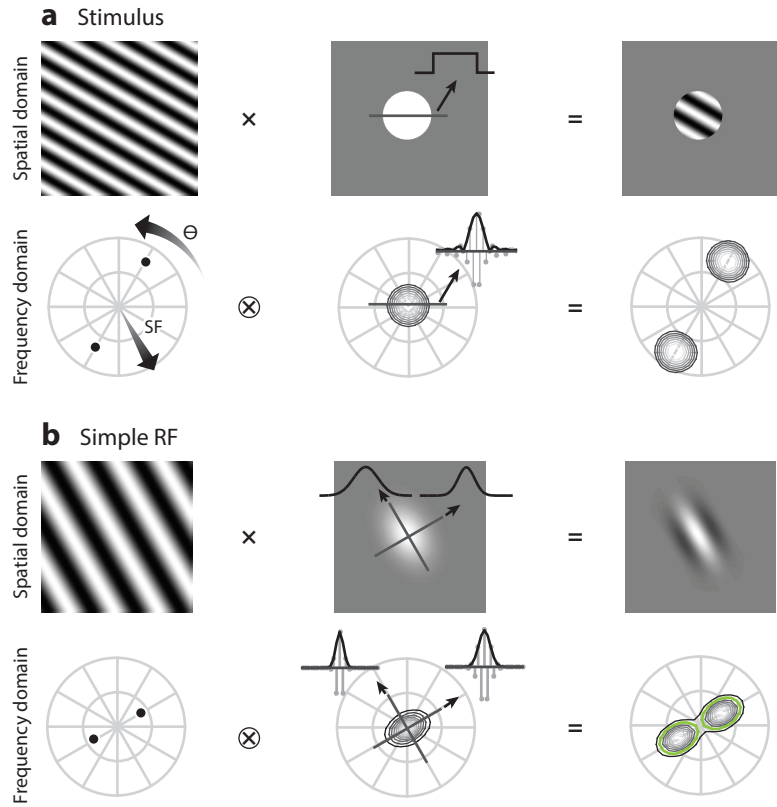 a Stimulus
Spatial domain
×
=
Frequency domain
Θ
SF
⊗
=
b Simple RF
Spatial domain
×
=
Frequency domain
⊗
=